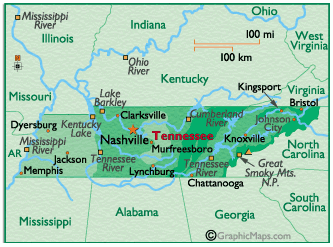 Mississippi
River
Illinois
Indiana
Ohio
West
Virginia
100 mi
100 km
Ohio
River
Kentucky
Virginia
Missouri
Lake
Barkley
Kingsport
Bristol
Clarksville
Cumberland
River
Johnson
City
Dyersburg
Kentucky
Lake
Nashville
Tennessee
Knoxville
North
Carolina
AR
Mississippi
River
Murfreesboro
Jackson
Tennessee
River
Tennessee
River
Great
Smoky Mts.
N.P.
Memphis
Lynchburg
Chattanooga
South
Carolina
Mississippi
Alabama
Georgia
©GraphicMaps.com